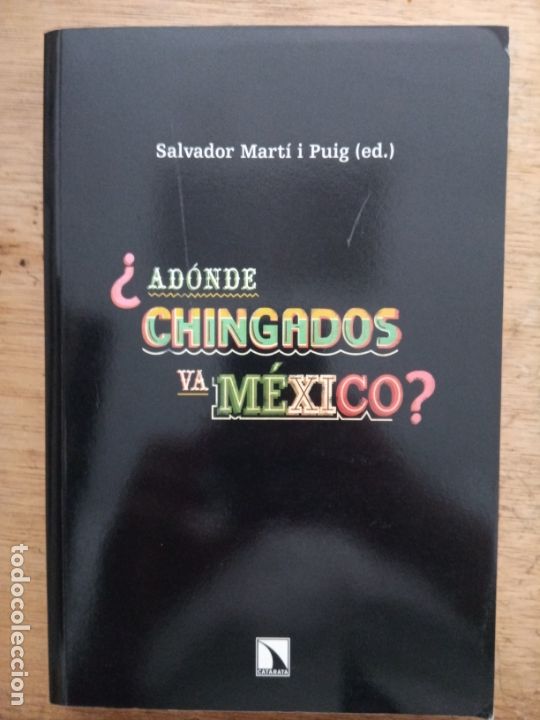 Salvador Martí i Puig (ed.)
¿ADÓNDE
CHINGADOS
VA MÉXICO?
CATARATA
todocoleccion